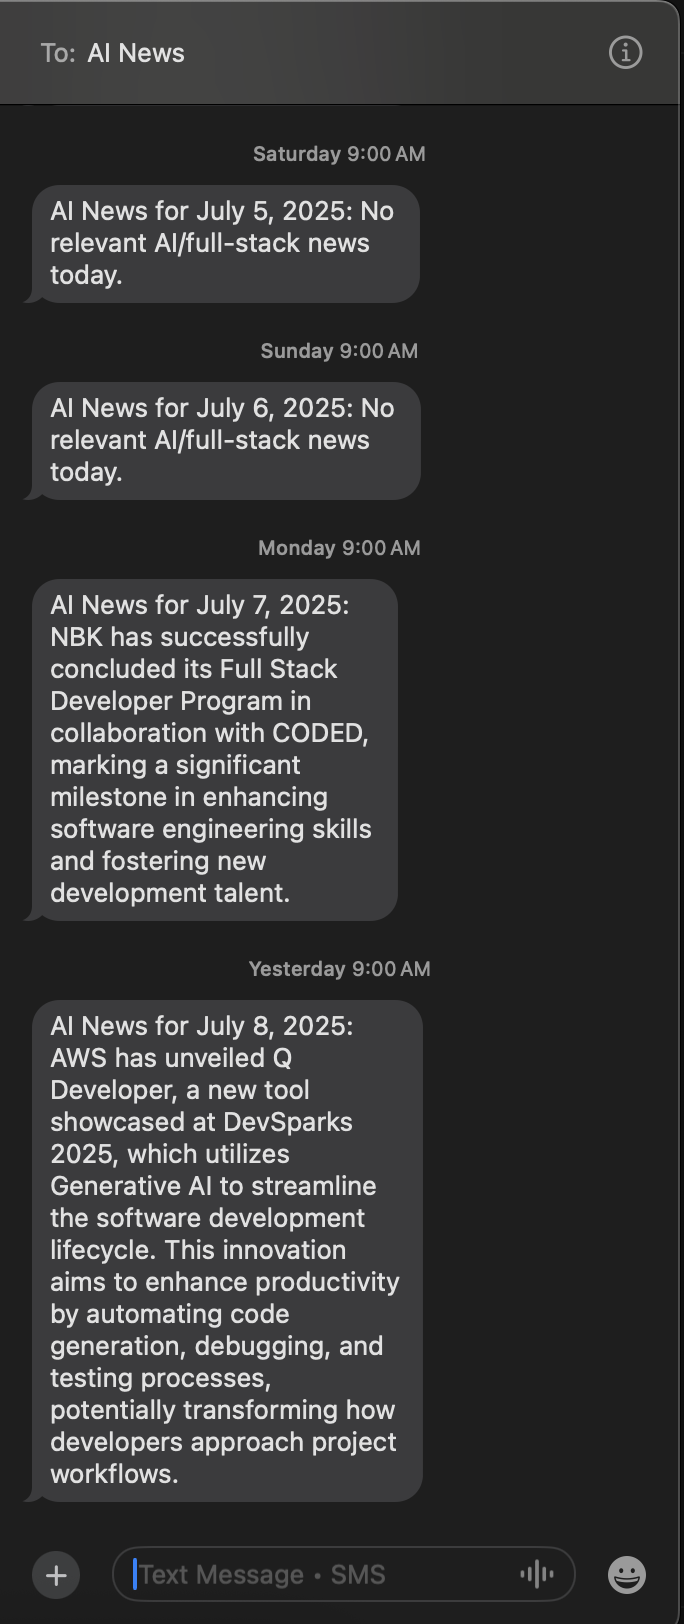 To: AI News
Saturday 9:00 AM
AI News for July 5, 2025: No
relevant AI/full-stack news
today.
Sunday 9:00 AM
AI News for July 6, 2025: No
relevant AI/full-stack news
today.
Monday 9:00 AM
AI News for July 7, 2025:
NBK has successfully
concluded its Full Stack
Developer Program in
collaboration with CODED,
marking a significant
milestone in enhancing
software engineering skills
and fostering new
development talent.
Yesterday 9:00 AM
AI News for July 8, 2025:
AWS has unveiled Q
Developer, a new tool
showcased at DevSparks
2025, which utilizes
Generative AI to streamline
the software development
lifecycle. This innovation
aims to enhance productivity
by automating code
generation, debugging, and
testing processes,
potentially transforming how
developers approach project
workflows.
Text Message • SMS